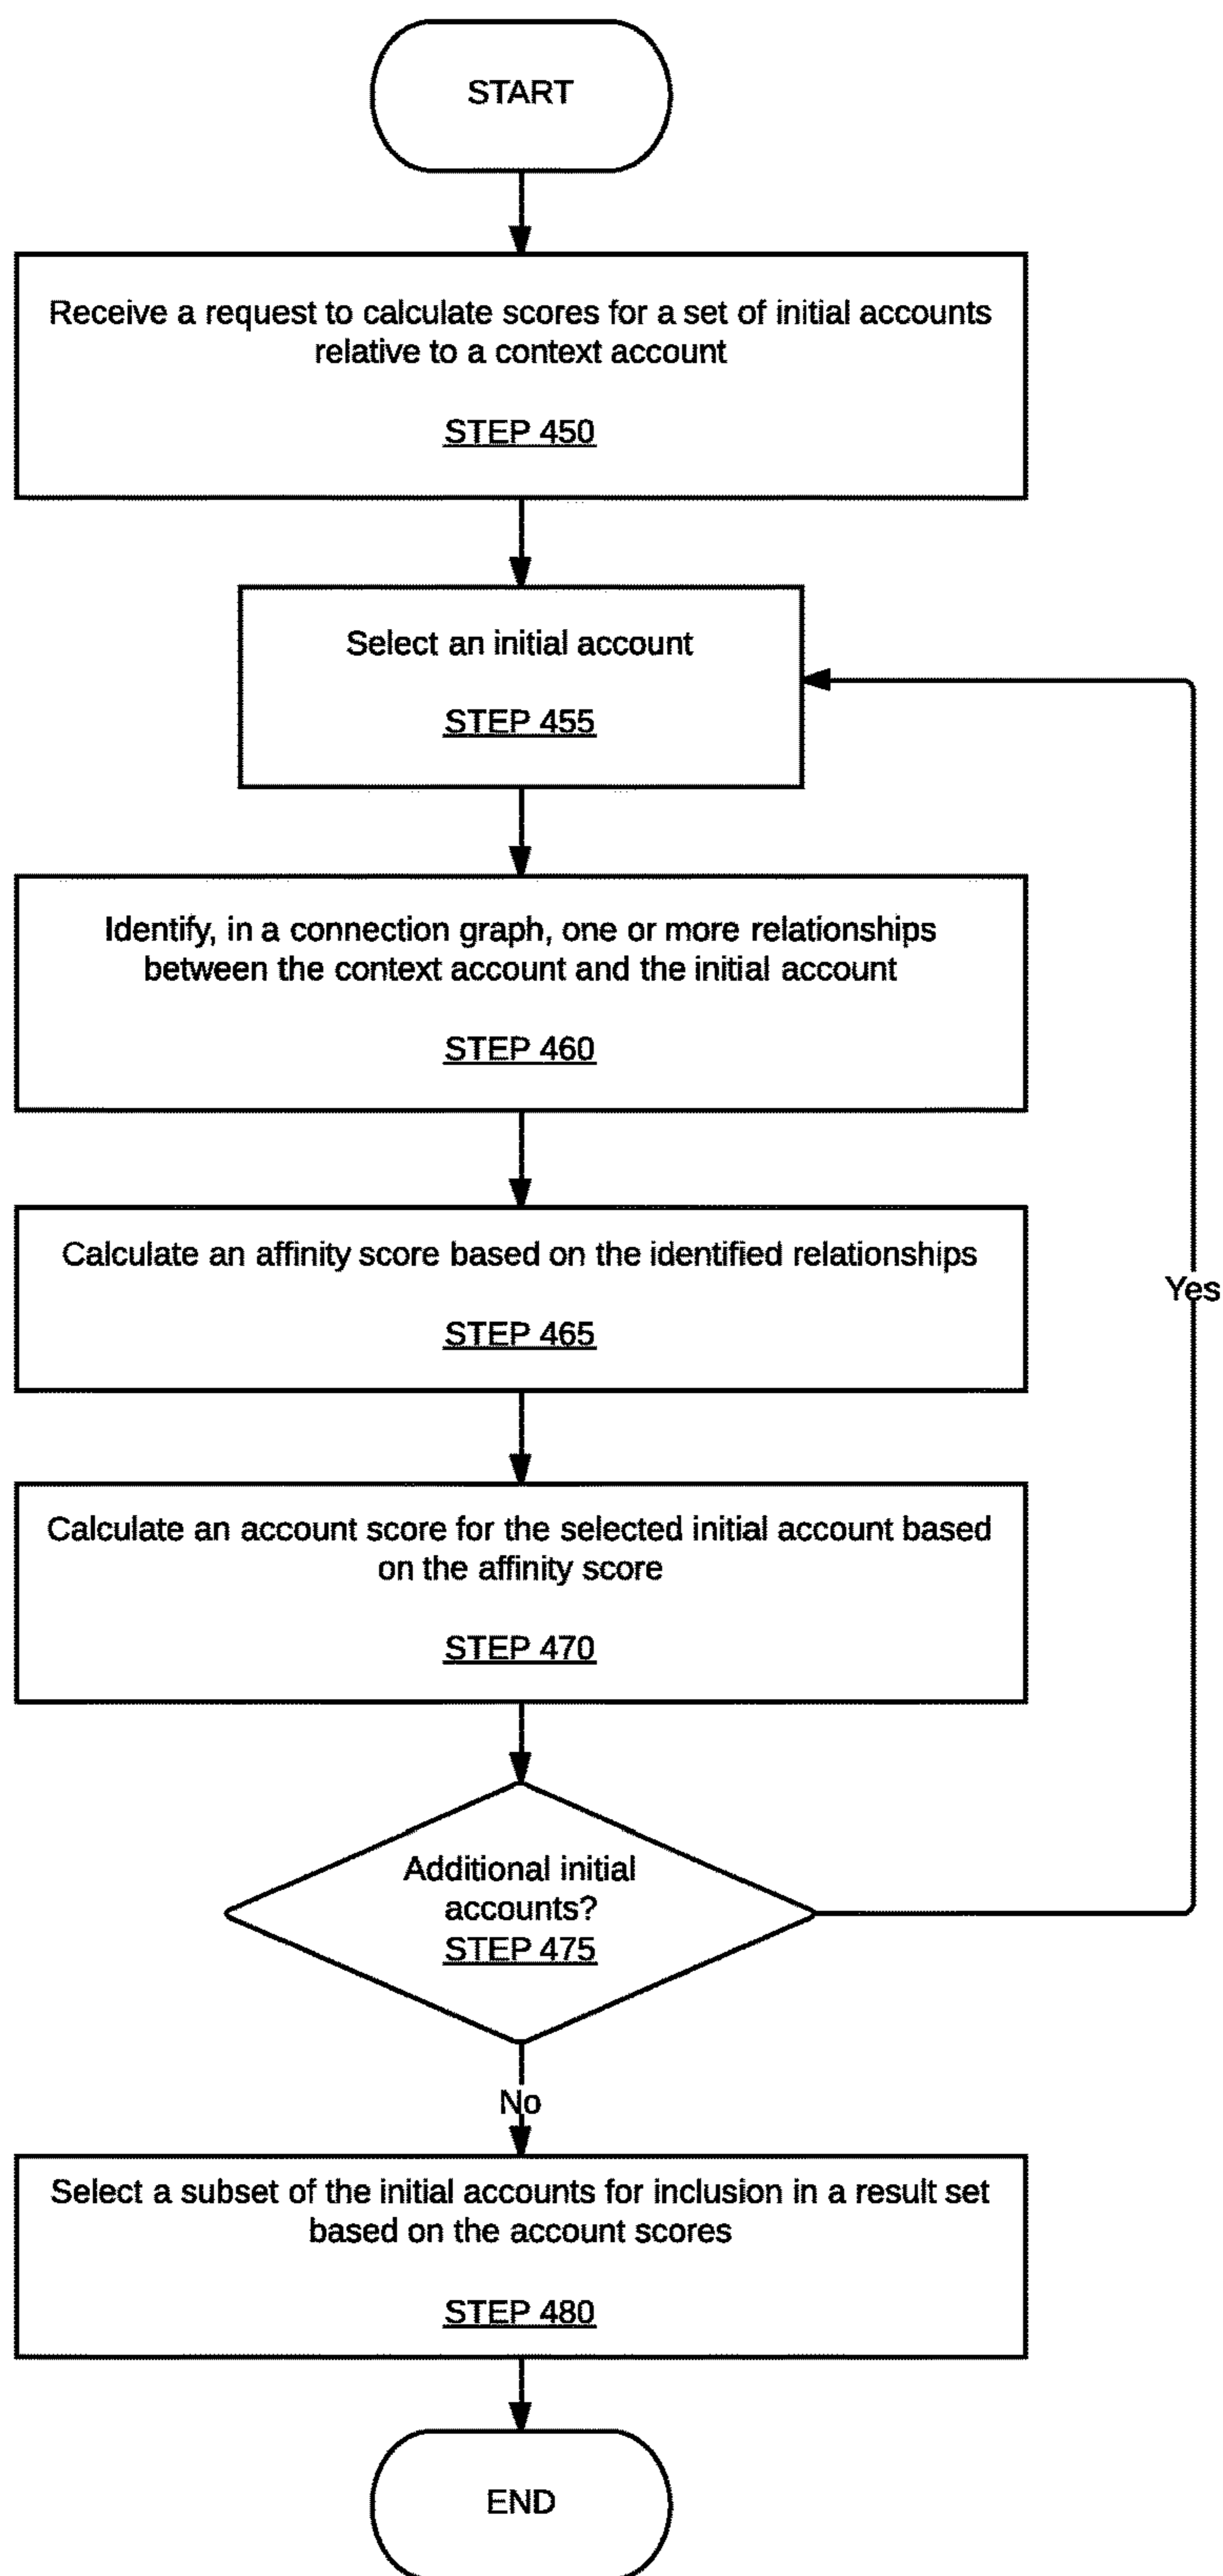 START
Receive a request to calculate scores for a set of initial accounts
relative to a context account
STEP 450
Select an initial account
STEP 455
Identify, in a connection graph, one or more relationships
between the context account and the initial account
STEP 460
Calculate an affinity score based on the identified relationships
STEP 465
Yes
Calculate an account score for the selected initial account based
on the affinity score
STEP 470
Additional initial
accounts?
STEP 475
No
Select a subset of the initial accounts for inclusion in a result set
based on the account scores
STEP 480
END